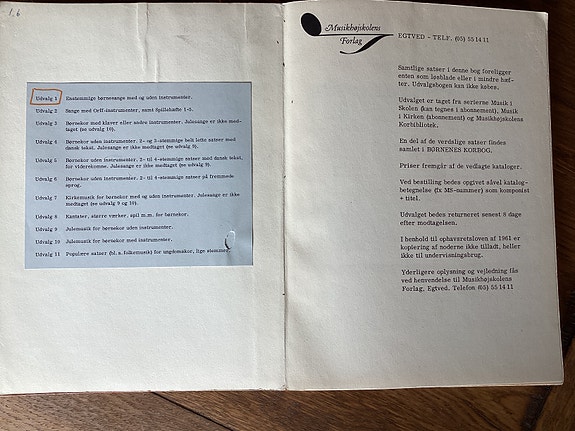 1.6
Udvalg 1 Enstemmige børnesange med og uden instrumenter.
Udvalg 2 Sange med Orff-instrumenter, samt Spillehæfte 1-5.
Udvalg 3 Børnekor med klaver eller andre instrumenter. Julesange er ikke med-
taget (se udvalg 10).
Udvalg 4 Børnekor uden instrumenter. 2- og 3-stemmige helt lette satser med
dansk tekst. Julesange er ikke medtaget (se udvalg 9).
Udvalg 5 Børnekor uden instrumenter. 2- til 4-stemmige satser med dansk tekst,
for viderekomne. Julesange er ikke medtaget (se udvalg 9).
Udvalg 6 Børnekor uden instrumenter. 2- til 4-stemmige satser på fremmede
sprog.
Udvalg 7 Kirkemusik for børnekor med og uden instrumenter. Julesange er ikke
medtaget (se udvalg 9 og 10).
Udvalg 8 Kantater, større værker, spil m.m. for børnekor.
Udvalg 9 Julemusik for børnekor uden instrumenter.
Udvalg 10 Julemusik for børnekor med instrumenter.
Udvalg 11 Populære satser (bl. a. folkemusik) for ungdomskor, lige stemmer.
Musikhøjskolens
Forlag
EGTVED - TELF. (05) 55 14 11
Samtlige satser i denne bog foreligger
enten som løsblade eller i mindre hæf-
ter. Udvalgsbogen kan ikke købes.
Udvalget er taget fra serierne Musik i
Skolen (kan tegnes i abonnement), Musik
i Kirken (abonnement) og Musikhøjskolens
Korbibliotek.
En del af de verdslige satser findes
samlet i BØRNENES KORBOG.
Priser fremgår af de vedlagte kataloger.
Ved bestilling bedes opgivet såvel katalog-
betegnelse (fx MS-nummer) som komponist
+ titel.
Udvalget bedes returneret senest 8 dage
efter modtagelsen.
I henhold til ophavsretsloven af 1961 er
kopiering af noderne ikke tilladt, heller
ikke til undervisningsbrug.
Yderligere oplysning og vejledning fås
ved henvendelse til Musikhøjskolens
Forlag, Egtved. Telefon (05) 55 14 11